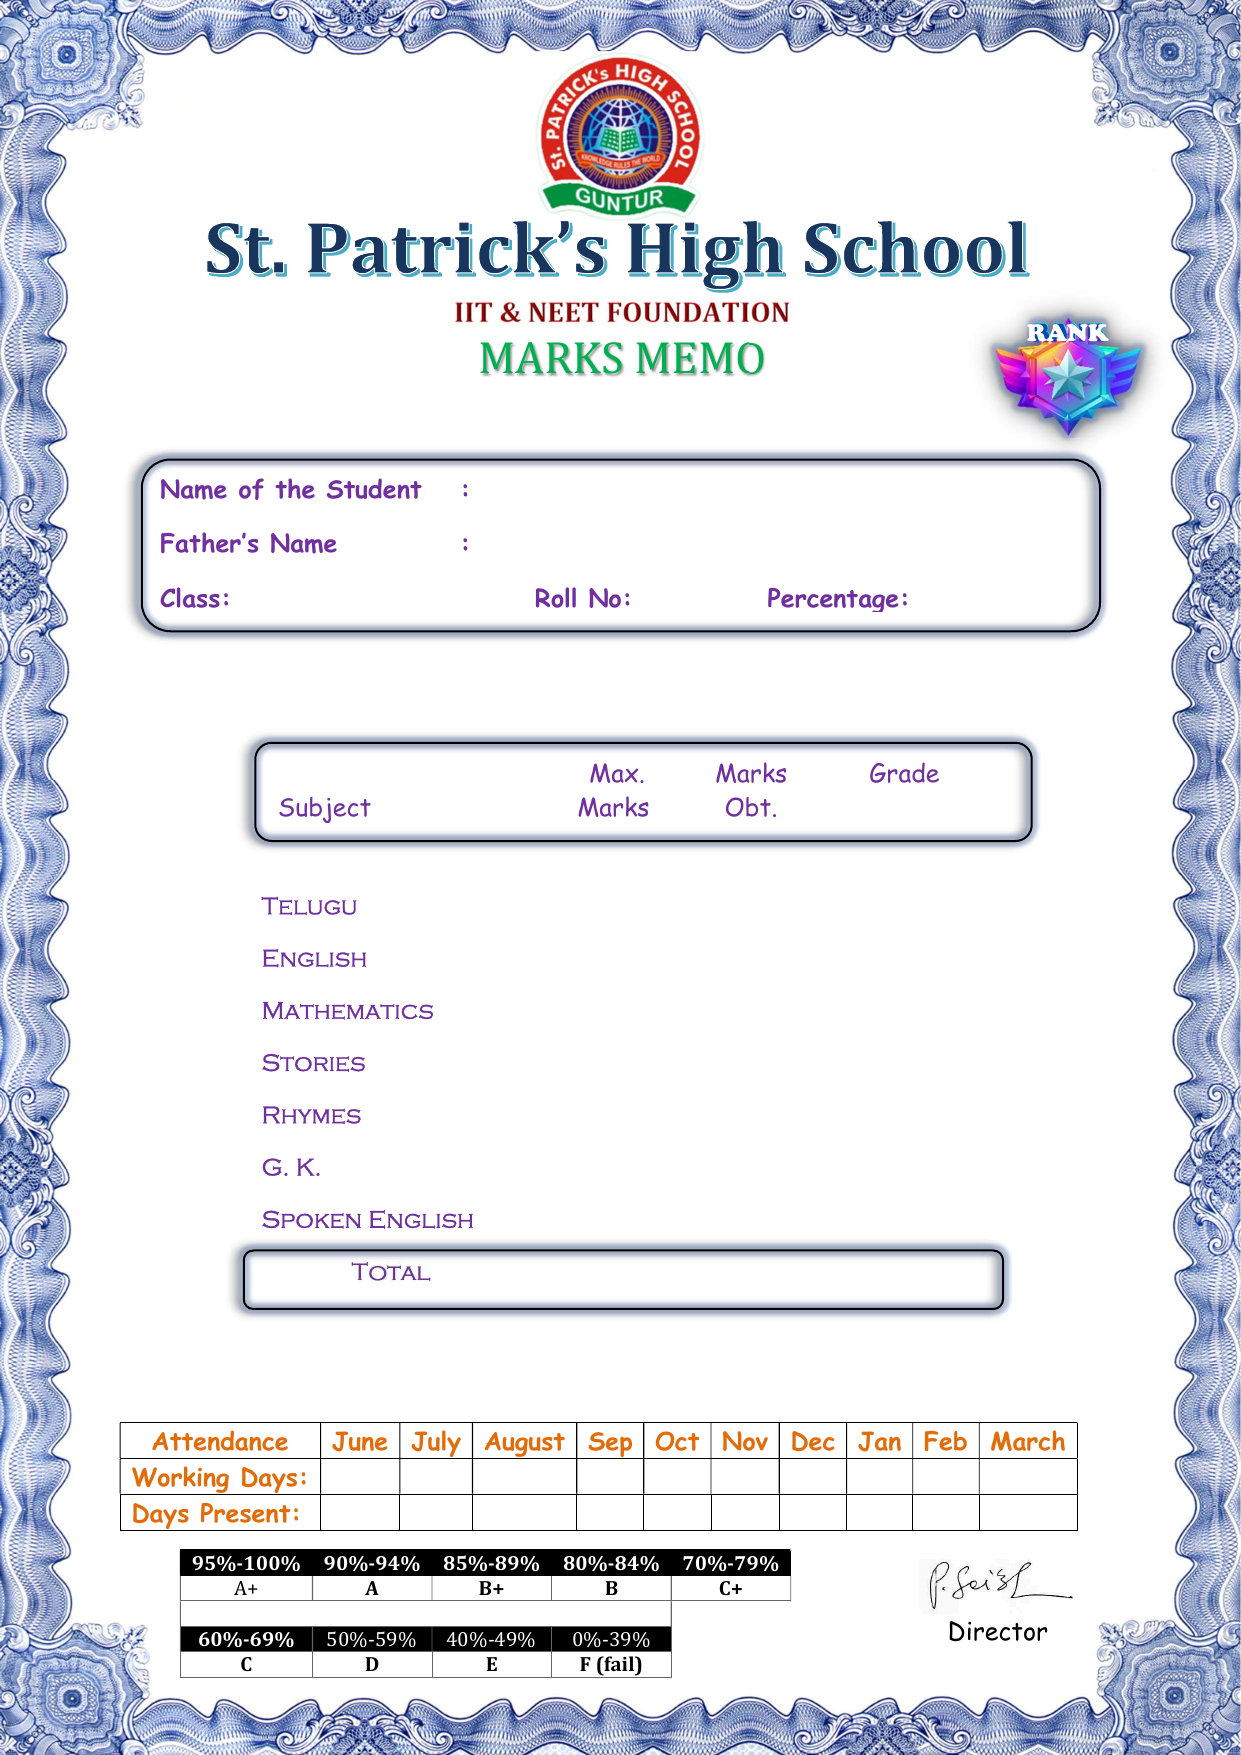 St. PATRICK's HIGH SCHOOL
KNOWLEDGE RULES THE WORLD
GUNTUR
St. Patrick’s High School
IIT & NEET FOUNDATION
MARKS MEMO
RANK
Name of the Student :
Father’s Name :
Class: Roll No: Percentage:
Max. Marks Grade
Subject Marks Obt.
TELUGU
ENGLISH
MATHEMATICS
STORIES
RHYMES
G. K.
SPOKEN ENGLISH
TOTAL
Attendance June July August Sep Oct Nov Dec Jan Feb March
Working Days:
Days Present:
95%-100% 90%-94% 85%-89% 80%-84% 70%-79%
A+ A B+ B C+
60%-69% 50%-59% 40%-49% 0%-39%
C D E F (fail)
Director